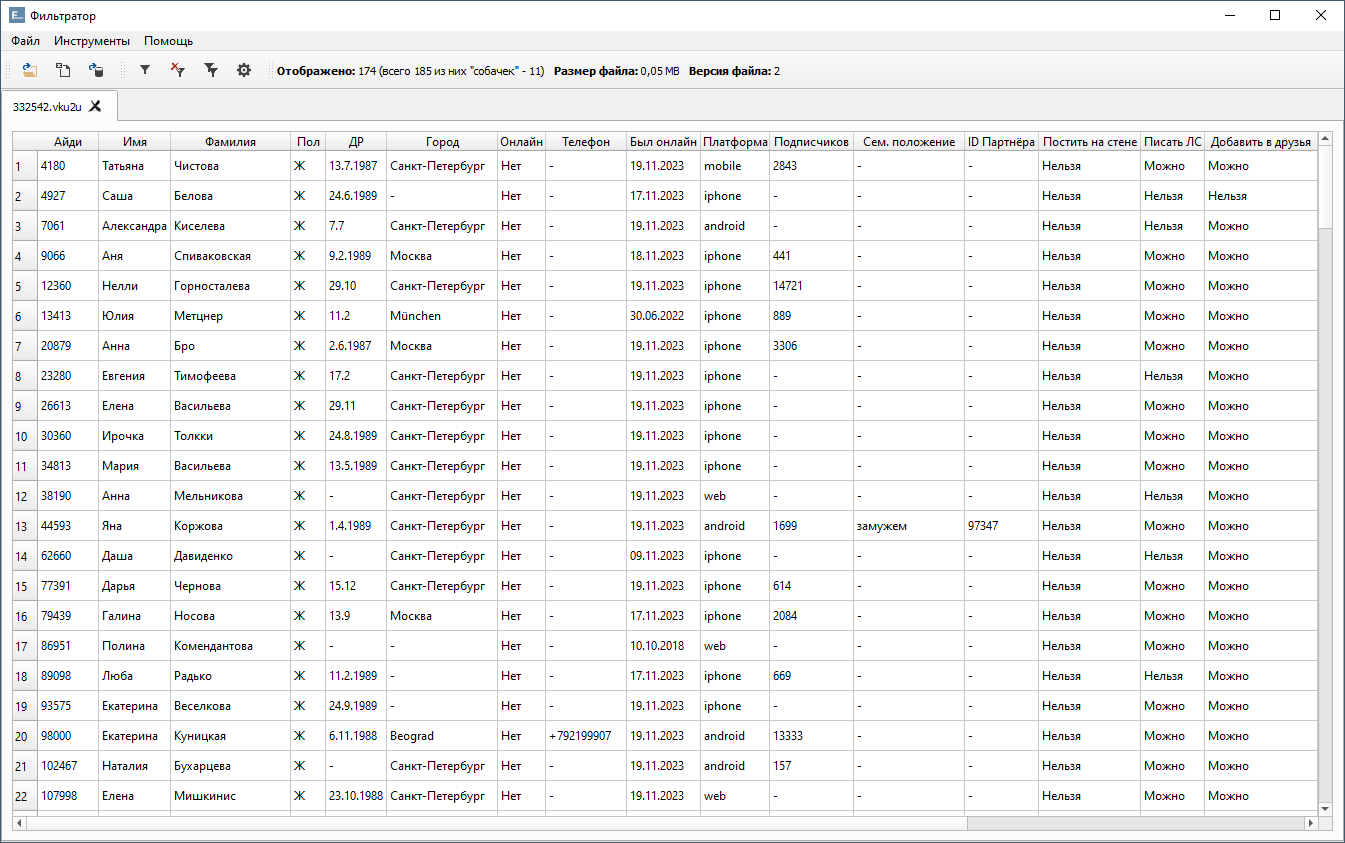 Фильтратор
Файл Инструменты Помощь
Отображено: 174 (всего 185 из них "собачек" - 11) Размер файла: 0,05 MB Версия файла: 2
332542.vku2u
Айди Имя Фамилия Пол ДР Город Онлайн Телефон Был онлайн Платформа Подписчиков Сем. положение ID Партнёра Постить на стене Писать ЛС Добавить в друзья
1 4180 Татьяна Чистова Ж 13.7.1987 Санкт-Петербург Нет - 19.11.2023 mobile 2843 - - Нельзя Можно Можно
2 4927 Саша Белова Ж 24.6.1989 - Нет - 17.11.2023 iphone - - - Нельзя Нельзя Нельзя
3 7061 Александра Киселева Ж 7.7 Санкт-Петербург Нет - 19.11.2023 android - - - Нельзя Нельзя Можно
4 9066 Аня Спиваковская Ж 9.2.1989 Москва Нет - 18.11.2023 iphone 441 - - Нельзя Можно Можно
5 12360 Нелли Горносталева Ж 29.10 Санкт-Петербург Нет - 19.11.2023 iphone 14721 - - Нельзя Можно Можно
6 13413 Юлия Метцнер Ж 11.2 München Нет - 30.06.2022 iphone 889 - - Нельзя Можно Можно
7 20879 Анна Бро Ж 2.6.1987 Москва Нет - 19.11.2023 iphone 3306 - - Нельзя Можно Можно
8 23280 Евгения Тимофеева Ж 17.2 Санкт-Петербург Нет - 19.11.2023 iphone - - - Нельзя Нельзя Можно
9 26613 Елена Васильева Ж 29.11 Санкт-Петербург Нет - 19.11.2023 iphone - - - Нельзя Можно Можно
10 30360 Ирочка Толкки Ж 24.8.1989 Санкт-Петербург Нет - 19.11.2023 iphone - - - Нельзя Можно Можно
11 34813 Мария Васильева Ж 13.5.1989 Санкт-Петербург Нет - 19.11.2023 iphone - - - Нельзя Можно Можно
12 38190 Анна Мельникова Ж - Санкт-Петербург Нет - 19.11.2023 web - - - Нельзя Нельзя Можно
13 44593 Яна Коржова Ж 1.4.1989 Санкт-Петербург Нет - 19.11.2023 android 1699 замужем 97347 Нельзя Можно Можно
14 62660 Даша Давиденко Ж - Санкт-Петербург Нет - 09.11.2023 iphone - - - Нельзя Нельзя Можно
15 77391 Дарья Чернова Ж 15.12 Санкт-Петербург Нет - 19.11.2023 iphone 614 - - Нельзя Можно Можно
16 79439 Галина Носова Ж 13.9 Москва Нет - 17.11.2023 iphone 2084 - - Нельзя Можно Можно
17 86951 Полина Комендантова Ж - - Нет - 10.10.2018 web - - - Нельзя Можно Можно
18 89098 Люба Радько Ж 11.2.1989 - Нет - 17.11.2023 iphone 669 - - Нельзя Нельзя Можно
19 93575 Екатерина Веселкова Ж 24.9.1989 - Нет - 19.11.2023 iphone - - - Нельзя Можно Можно
20 98000 Екатерина Куницкая Ж 6.11.1988 Beograd Нет +792199907 19.11.2023 android 13333 - - Нельзя Можно Можно
21 102467 Наталия Бухарцева Ж - Санкт-Петербург Нет - 19.11.2023 android 157 - - Нельзя Можно Можно
22 107998 Елена Мишкинис Ж 23.10.1988 Санкт-Петербург Нет - 19.11.2023 web - - - Нельзя Можно Можно